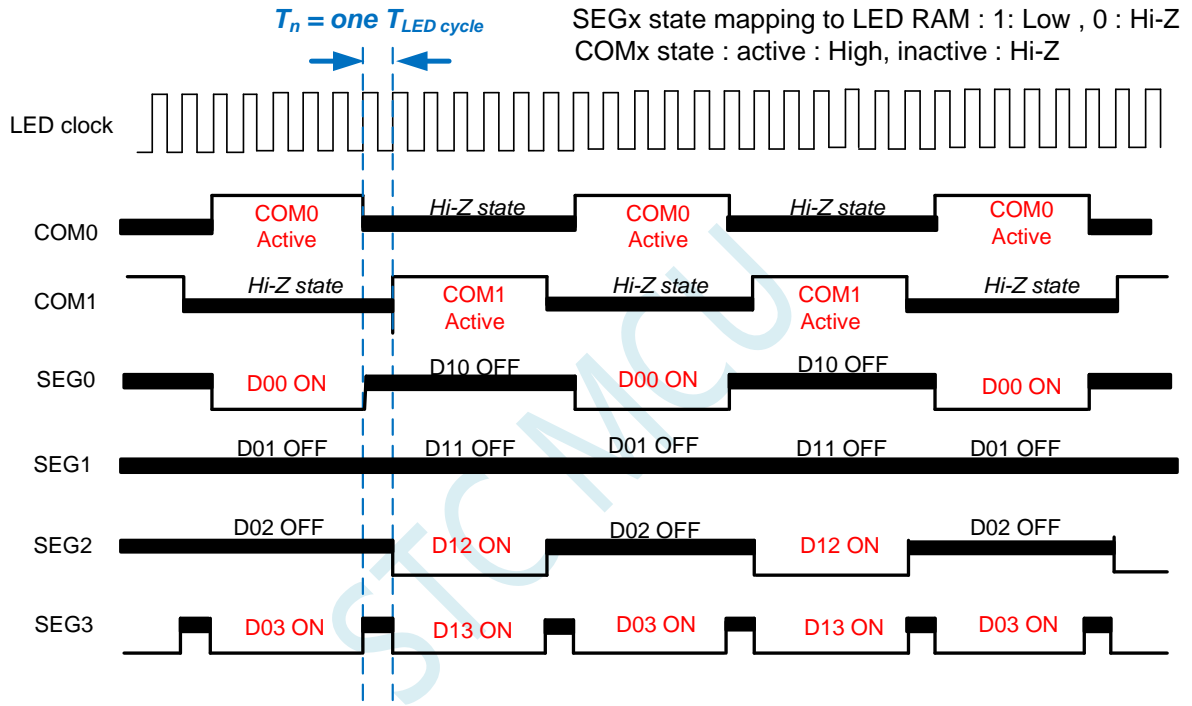 Tn = one TLED cycle
SEGx state mapping to LED RAM : 1: Low , 0 : Hi-Z
COMx state : active : High, inactive : Hi-Z
LED clock
COM0
COM0
Active
Hi-Z state
COM0
Active
Hi-Z state
COM0
Active
COM1
Hi-Z state
COM1
Active
Hi-Z state
COM1
Active
Hi-Z state
SEG0
D00 ON
D10 OFF
D00 ON
D10 OFF
D00 ON
SEG1
D01 OFF
D11 OFF
D01 OFF
D11 OFF
D01 OFF
SEG2
D02 OFF
D12 ON
D02 OFF
D12 ON
D02 OFF
SEG3
D03 ON
D13 ON
D03 ON
D13 ON
D03 ON
STC MCU